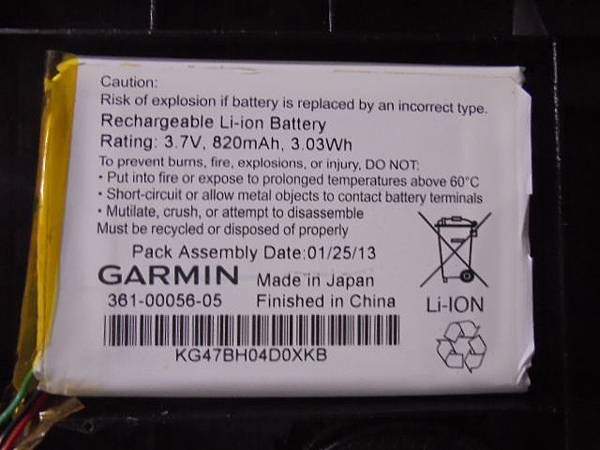 Caution:
Risk of explosion if battery is replaced by an incorrect type.
Rechargeable Li-ion Battery
Rating: 3.7V, 820mAh, 3.03Wh
To prevent burns, fire, explosions, or injury, DO NOT:
• Put into fire or expose to prolonged temperatures above 60°C
• Short-circuit or allow metal objects to contact battery terminals
• Mutilate, crush, or attempt to disassemble
Must be recycled or disposed of properly
Pack Assembly Date:01/25/13
GARMIN Made in Japan
361-00056-05 Finished in China
Li-ION
KG47BH04D0XKB